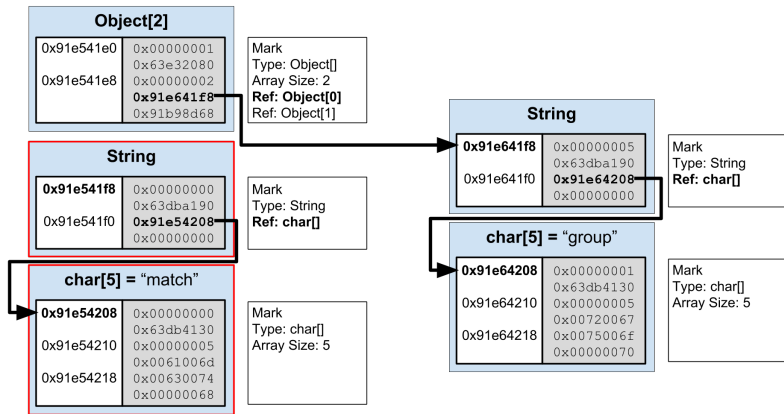 Object[2]
0x91e541e0 0x00000001
0x63e32080
0x91e541e8 0x00000002
0x91e641f8
0x91b98d68
Mark
Type: Object[]
Array Size: 2
Ref: Object[0]
Ref: Object[1]
String
0x91e541f8 0x00000000
0x63dba190
0x91e541f0 0x91e54208
0x00000000
Mark
Type: String
Ref: char[]
char[5] = “match”
0x91e54208 0x00000000
0x63db4130
0x91e54210 0x00000005
0x0061006d
0x91e54218 0x00630074
0x00000068
Mark
Type: char[]
Array Size: 5
String
0x91e641f8 0x00000005
0x63dba190
0x91e641f0 0x91e64208
0x00000000
Mark
Type: String
Ref: char[]
char[5] = “group”
0x91e64208 0x00000001
0x63db4130
0x91e64210 0x00000005
0x00720067
0x91e64218 0x0075006f
0x00000070
Mark
Type: char[]
Array Size: 5